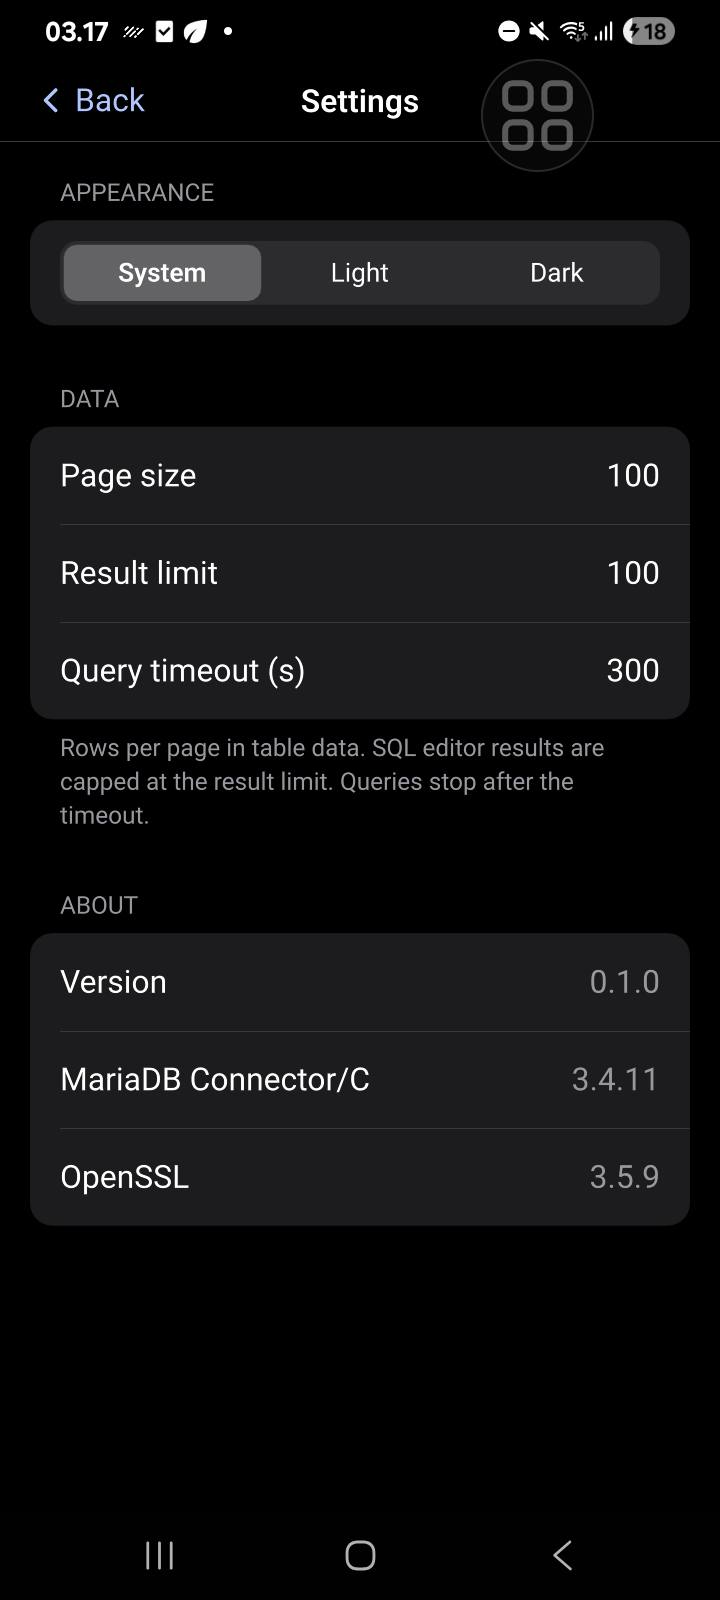 03.17
5
18
Back
Settings
APPEARANCE
System Light Dark
DATA
Page size 100
Result limit 100
Query timeout (s) 300
Rows per page in table data. SQL editor results are
capped at the result limit. Queries stop after the
timeout.
ABOUT
Version 0.1.0
MariaDB Connector/C 3.4.11
OpenSSL 3.5.9